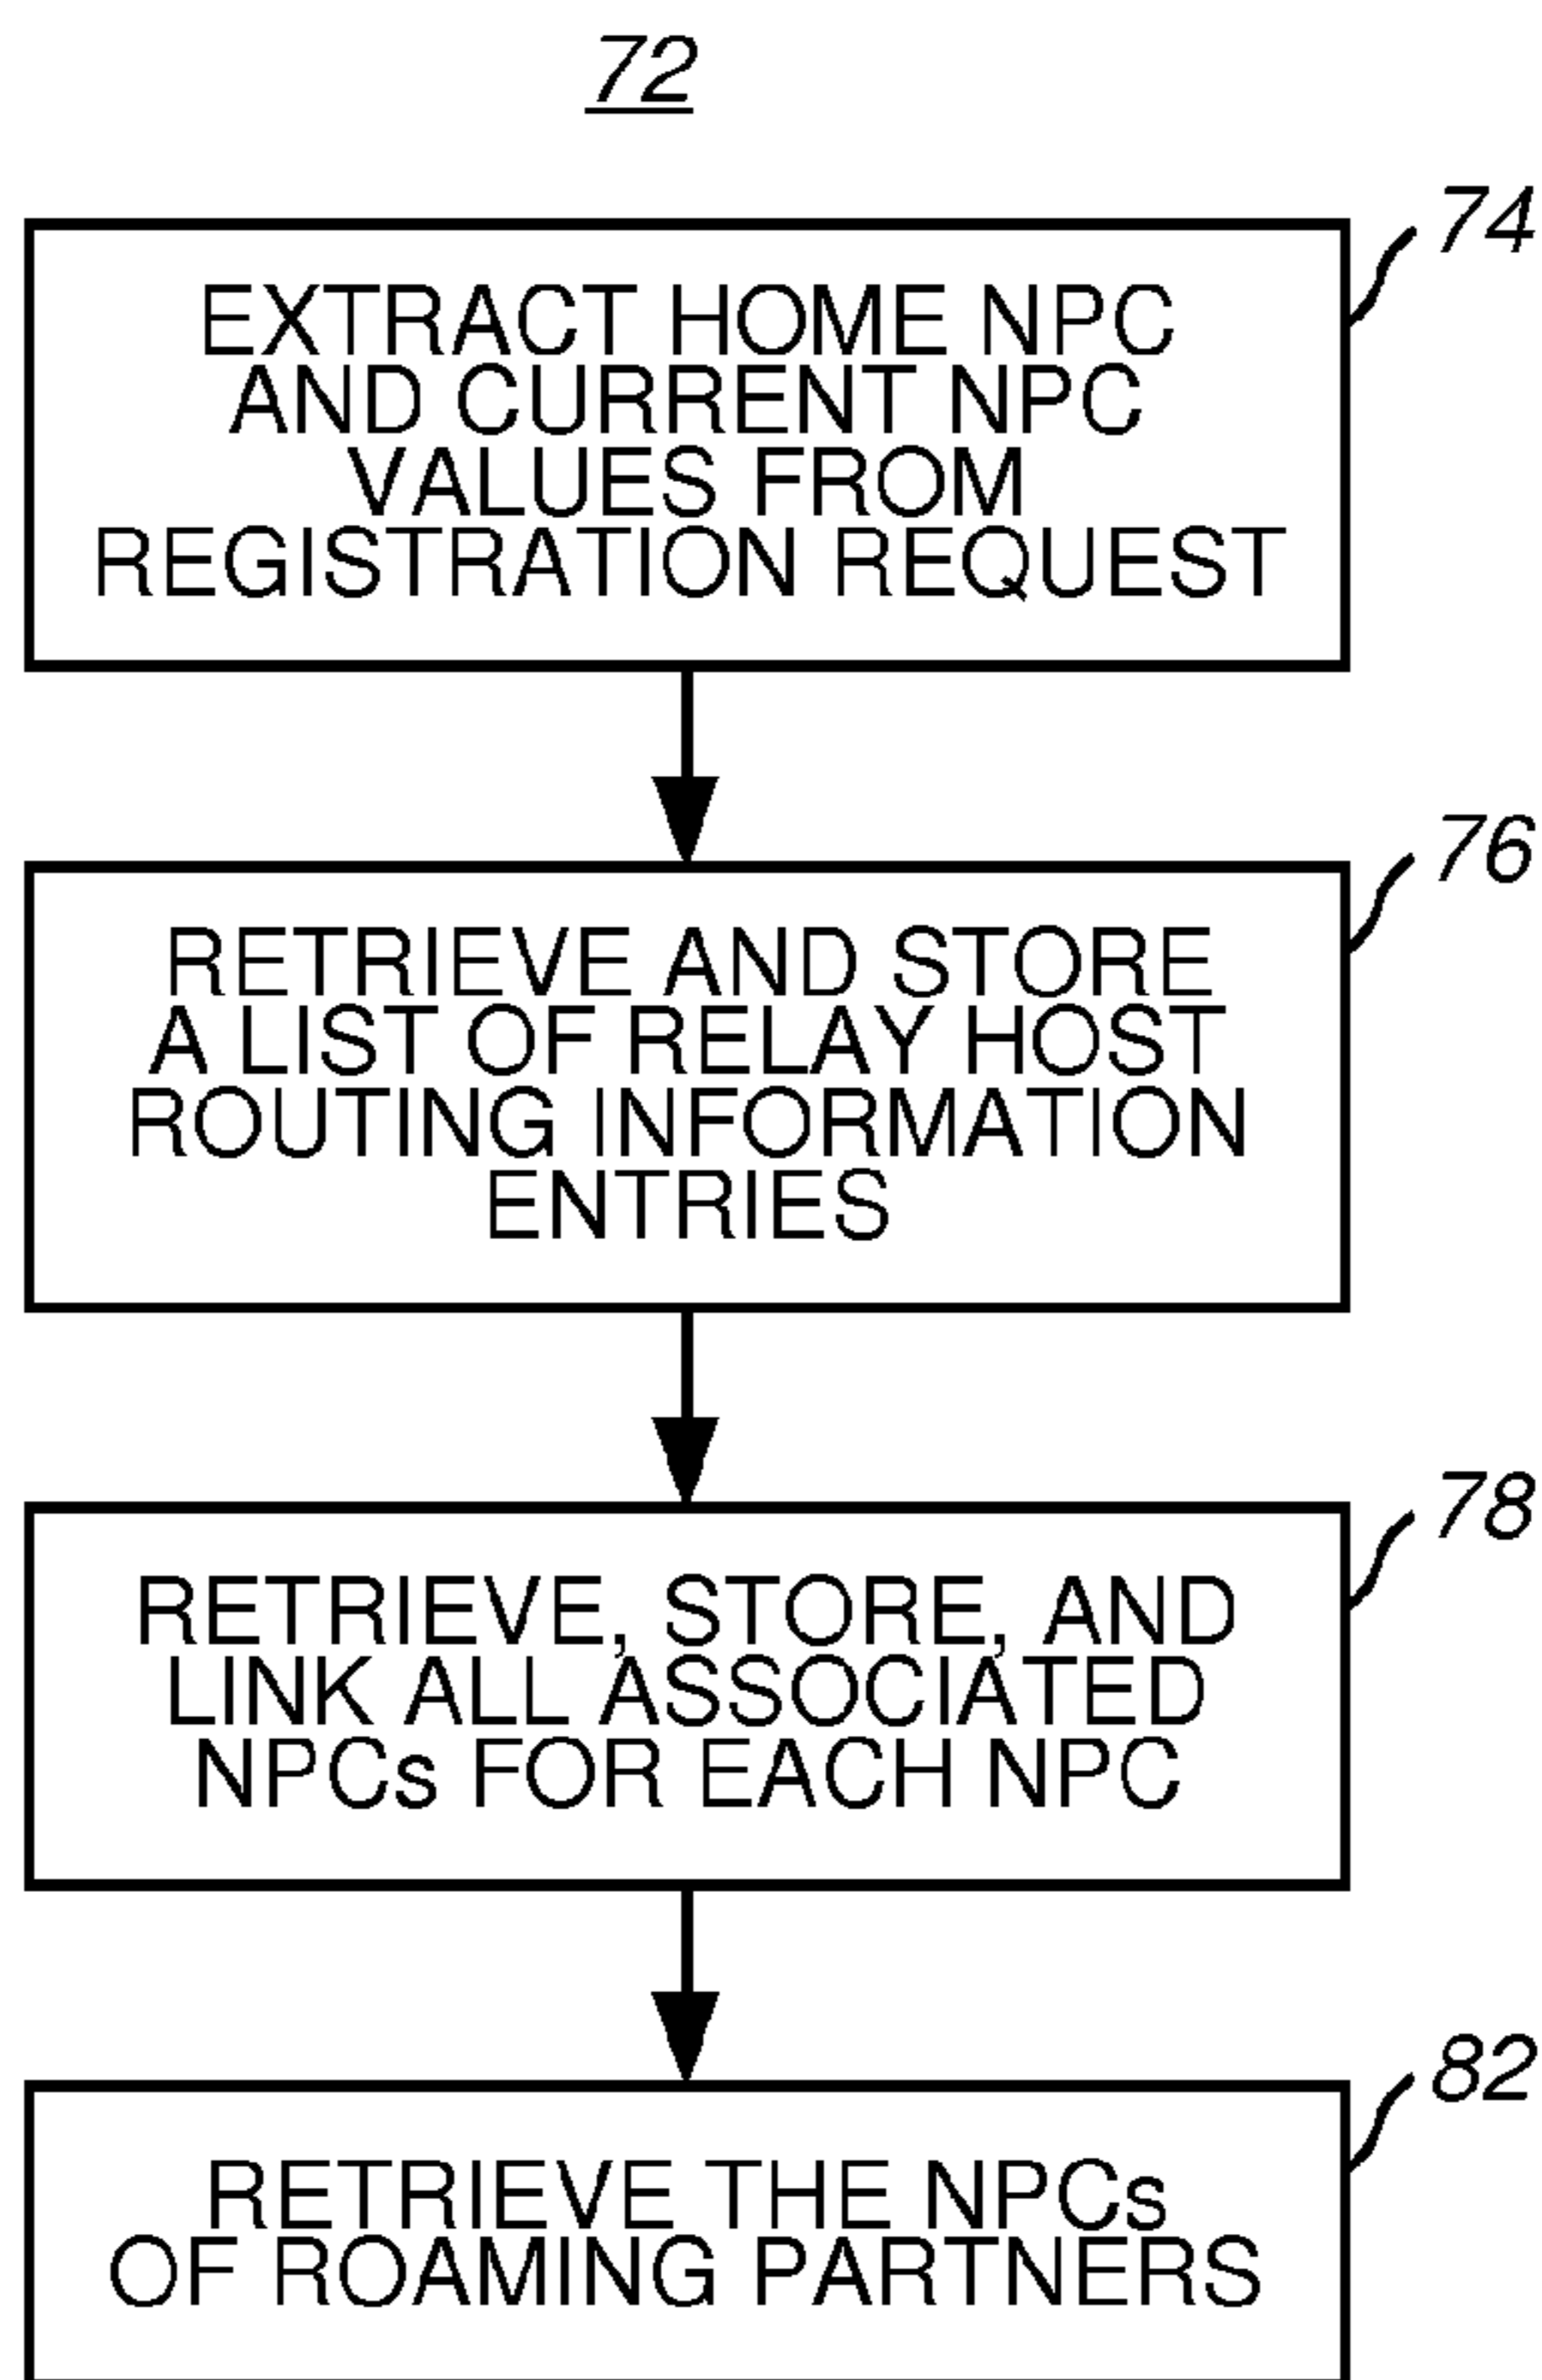 72
74
EXTRACT HOME NPC
AND CURRENT NPC
VALUES FROM
REGISTRATION REQUEST
76
RETRIEVE AND STORE
A LIST OF RELAY HOST
ROUTING INFORMATION
ENTRIES
78
RETRIEVE, STORE, AND
LINK ALL ASSOCIATED
NPCs FOR EACH NPC
82
RETRIEVE THE NPCs
OF ROAMING PARTNERS